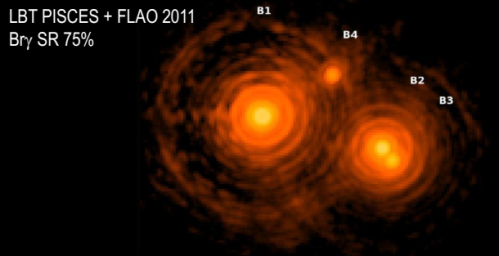 LBT PISCES + FLAO 2011
Brγ SR 75%
B1
B4
B2
B3